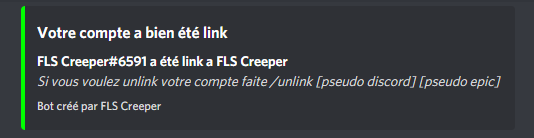 Votre compte a bien été link
FLS Creeper#6591 a été link a FLS Creeper
Si vous voulez unlink votre compte faite /unlink [pseudo discord] [pseudo epic]
Bot créé par FLS Creeper